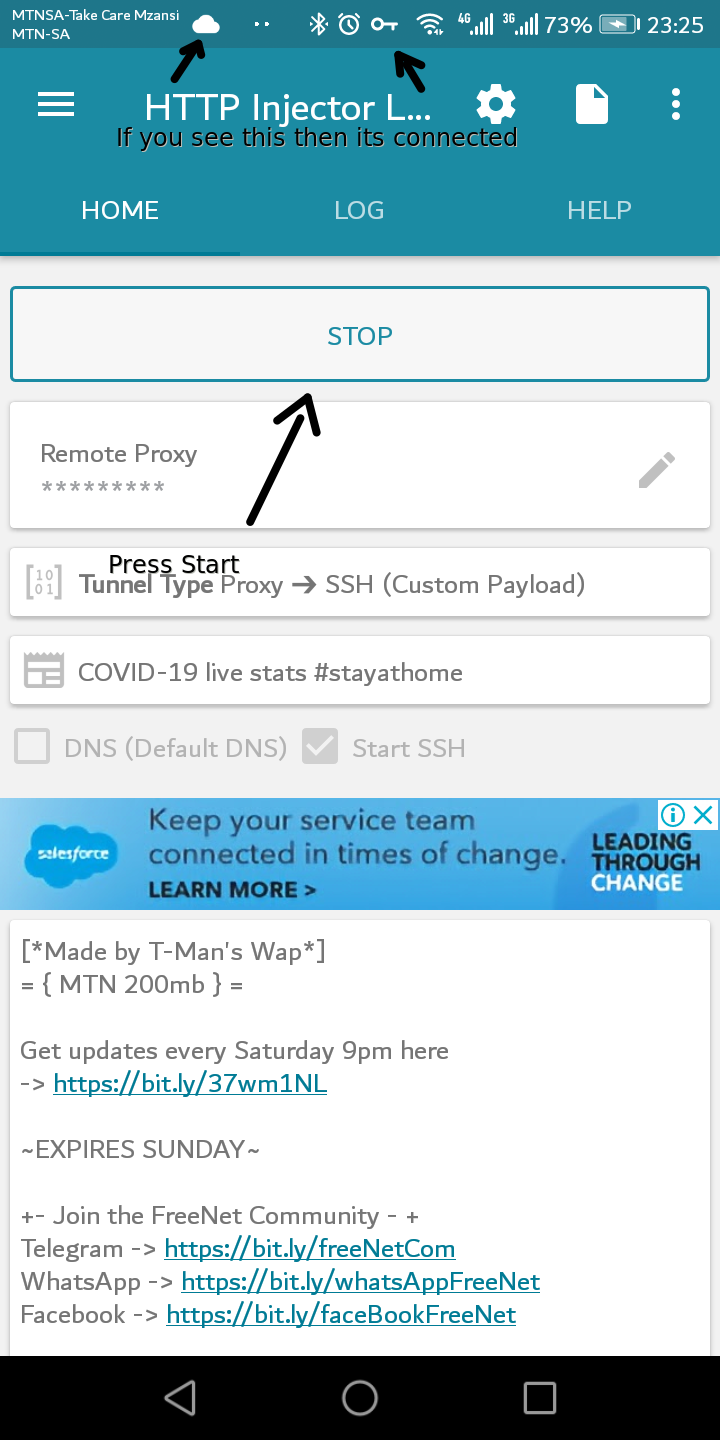 MTNSA-Take Care Mzansi
MTN-SA
4G
3G
73%
23:25
HTTP Injector L...
If you see this then its connected
HOME
LOG
HELP
STOP
Remote Proxy
*********
Press Start
10
01
Tunnel Type Proxy ➔ SSH (Custom Payload)
COVID-19 live stats #stayathome
DNS (Default DNS)
Start SSH
salesforce
Keep your service team
connected in times of change.
LEARN MORE >
LEADING
THROUGH
CHANGE
[*Made by T-Man's Wap*]
= { MTN 200mb } =
Get updates every Saturday 9pm here
-> https://bit.ly/37wm1NL
~EXPIRES SUNDAY~
+- Join the FreeNet Community - +
Telegram -> https://bit.ly/freeNetCom
WhatsApp -> https://bit.ly/whatsAppFreeNet
Facebook -> https://bit.ly/faceBookFreeNet